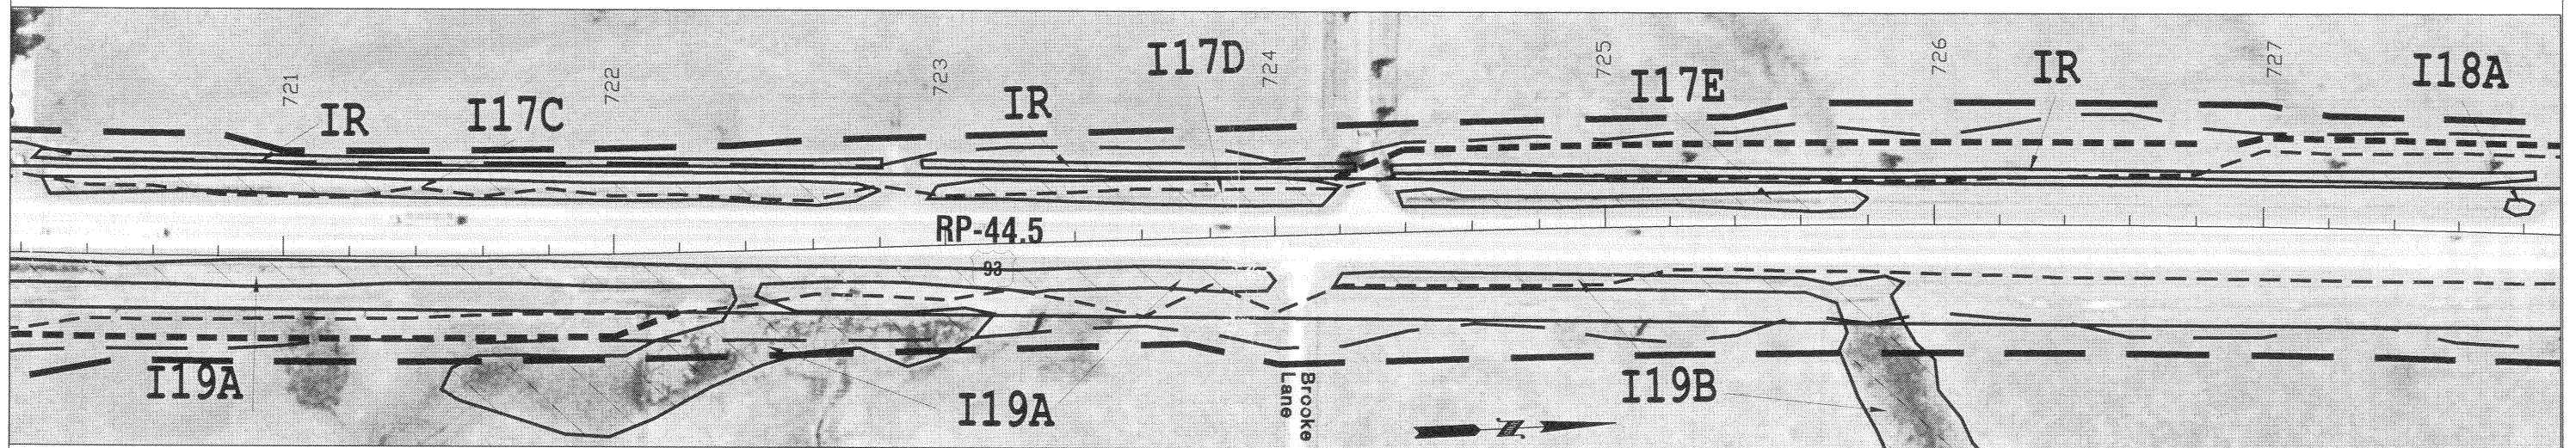 721
722
723
724
725
726
727
IR
I17C
IR
I17D
I17E
IR
I18A
RP-44.5
93
I19A
I19A
Brooke
Lane
I19B